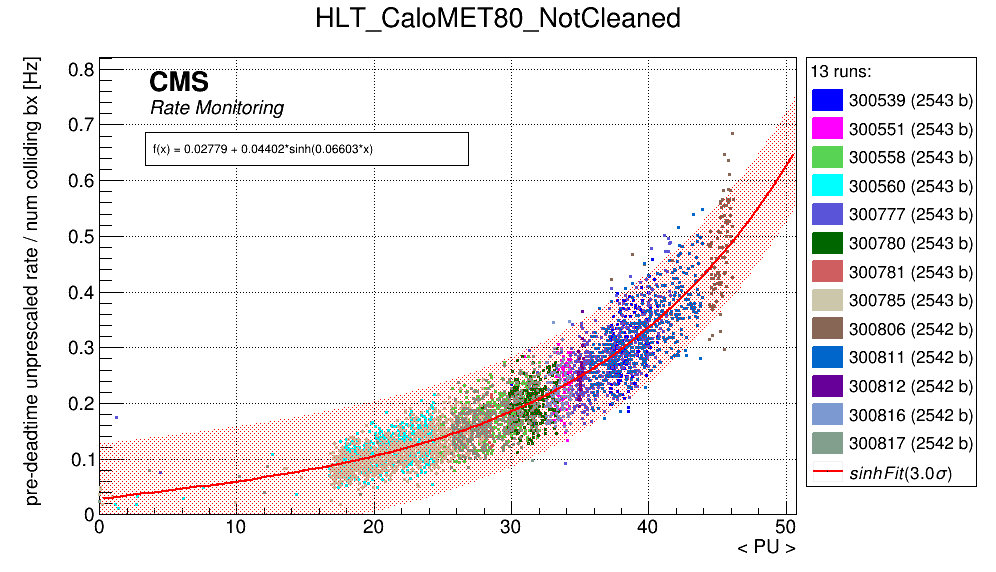 HLT_CaloMET80_NotCleaned
pre-deadtime unprescaled rate / num colliding bx [Hz]
CMS
Rate Monitoring
f(x) = 0.02779 + 0.04402*sinh(0.06603*x)
0.8
0.7
0.6
0.5
0.4
0.3
0.2
0.1
0
0 10 20 30 40 50
< PU >
13 runs:
300539 (2543 b)
300551 (2543 b)
300558 (2543 b)
300560 (2543 b)
300777 (2543 b)
300780 (2543 b)
300781 (2543 b)
300785 (2543 b)
300806 (2542 b)
300811 (2542 b)
300812 (2542 b)
300816 (2542 b)
300817 (2542 b)
sinhFit(3.0σ)